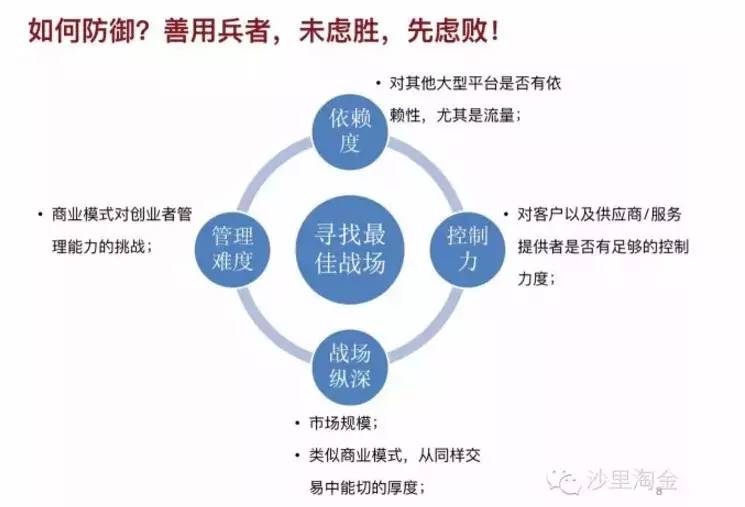 如何防御？善用兵者，未虑胜，先虑败！
• 对其他大型平台是否有依
赖性，尤其是流量；
依赖
度
• 商业模式对创业者管
理能力的挑战；
管理
难度
寻找最
佳战场
控制
力
• 对客户以及供应商/服务
提供者是否有足够的控制
力度；
战场
纵深
• 市场规模；
• 类似商业模式，从同样交
易中能切的厚度；
沙里淘金
8